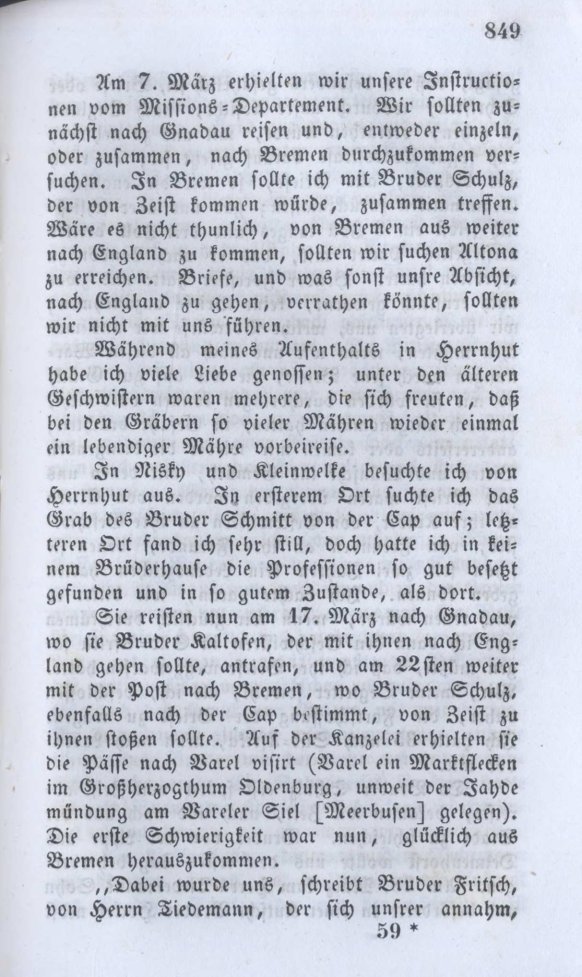 849
Am 7. März erhielten wir unsere Instructio=
nen vom Missions=Departement. Wir sollten zu=
nächst nach Gnadau reisen und, entweder einzeln,
oder zusammen, nach Bremen durchzukommen ver=
suchen. In Bremen sollte ich mit Bruder Schulz,
der von Zeist kommen würde, zusammen treffen.
Wäre es nicht thunlich, von Bremen aus weiter
nach England zu kommen, sollten wir suchen Altona
zu erreichen. Briefe, und was sonst unsre Absicht,
nach England zu gehen, verrathen könnte, sollten
wir nicht mit uns führen.
Während meines Aufenthalts in Herrnhut
habe ich viele Liebe genossen; unter den älteren
Geschwistern waren mehrere, die sich freuten, daß
bei den Gräbern so vieler Mähren wieder einmal
ein lebendiger Mähre vorbeireise.
In Nisky und Kleinwelke besuchte ich von
Herrnhut aus. In ersterem Ort suchte ich das
Grab des Bruder Schmitt von der Cap auf; letz=
teren Ort fand ich sehr still, doch hatte ich in kei=
nem Brüderhause die Professionen so gut besetzt
gefunden und in so gutem Zustande, als dort.
Sie reisten nun am 17. März nach Gnadau,
wo sie Bruder Kaltofen, der mit ihnen nach Eng=
land gehen sollte, antrafen, und am 22sten weiter
mit der Post nach Bremen, wo Bruder Schulz,
ebenfalls nach der Cap bestimmt, von Zeist zu
ihnen stoßen sollte. Auf der Kanzelei erhielten sie
die Pässe nach Varel visirt (Varel ein Marktflecken
im Großherzogthum Oldenburg, unweit der Jahde
mündung am Vareler Siel [Meerbusen] gelegen).
Die erste Schwierigkeit war nun, glücklich aus
Bremen herauszukommen.
,,Dabei wurde uns, schreibt Bruder Fritsch,
von Herrn Tiedemann, der sich unsrer annahm,
59 *